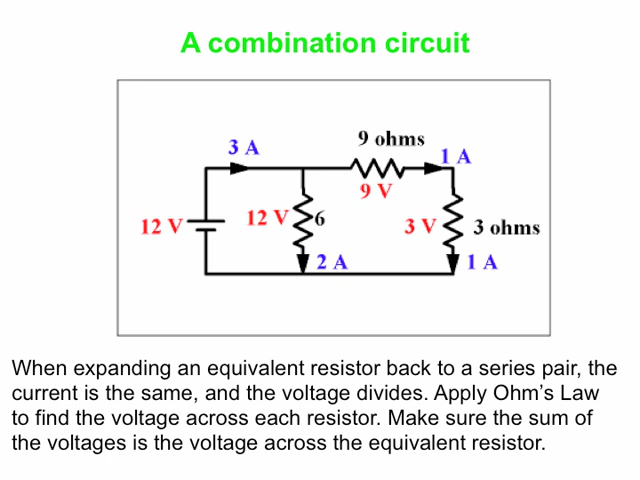 A combination circuit
9 ohms
3 A
1 A
9 V
12 V
12 V
6
3 V
3 ohms
2 A
1 A
When expanding an equivalent resistor back to a series pair, the
current is the same, and the voltage divides. Apply Ohm’s Law
to find the voltage across each resistor. Make sure the sum of
the voltages is the voltage across the equivalent resistor.